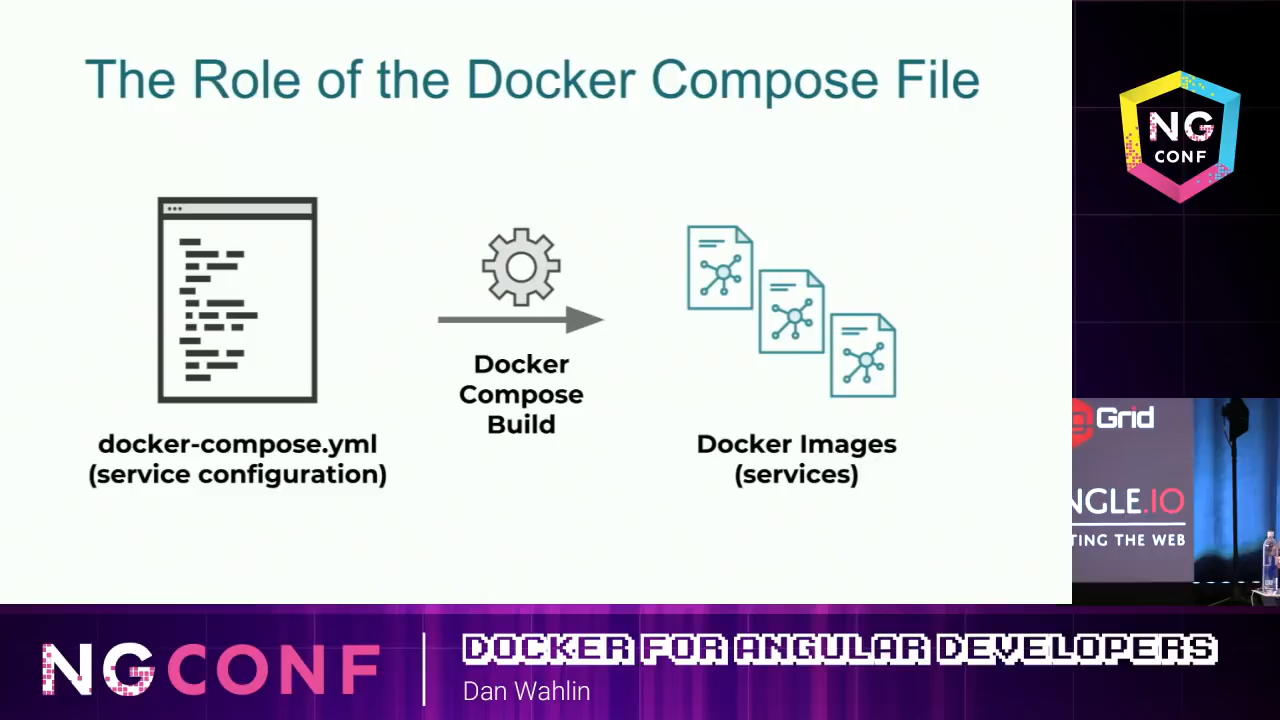 The Role of the Docker Compose File
Docker
Compose
Build
docker-compose.yml
(service configuration)
Docker Images
(services)
NG
CONF
Grid
NGLE.IO
TING THE WEB
NGCONF
DOCKER FOR ANGULAR DEVELOPERS
Dan Wahlin